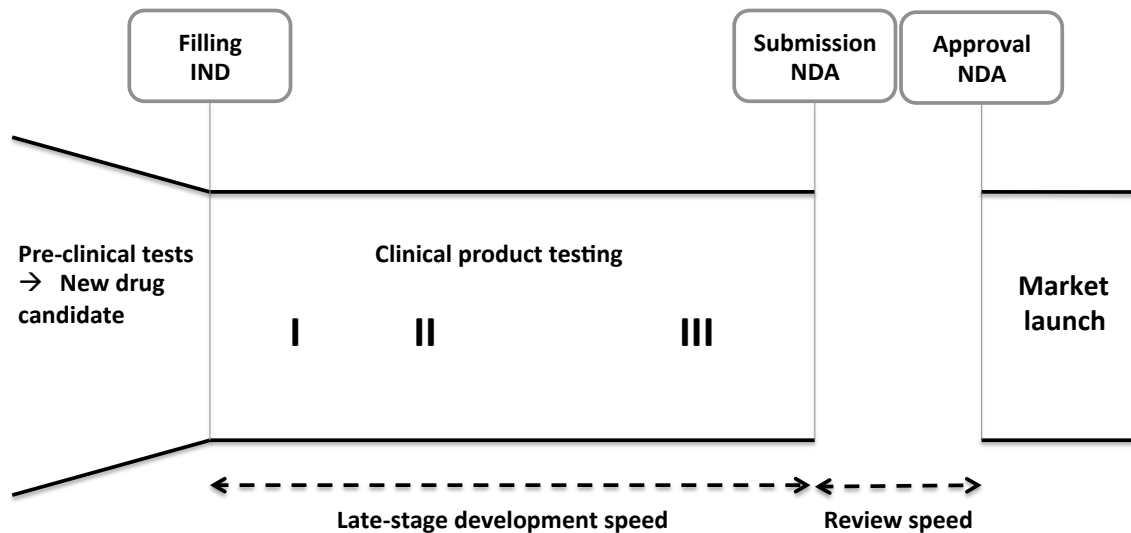 Filling
IND
Submission
NDA
Approval
NDA
Pre-clinical tests
→ New drug
candidate
Clinical product testing
I
II
III
Market
launch
Late-stage development speed
Review speed